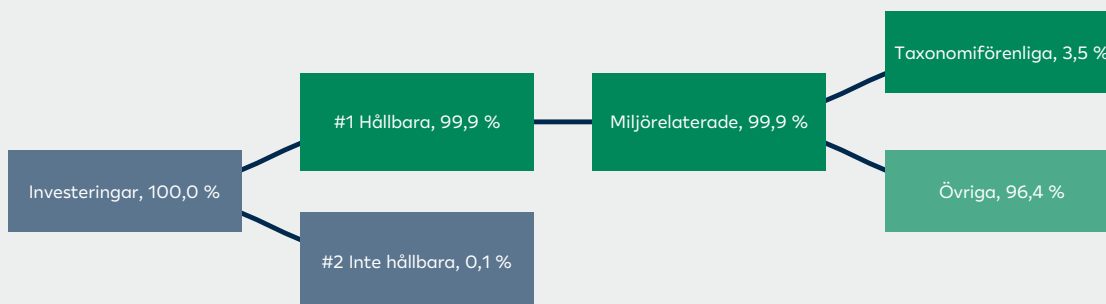 Investeringar, 100,0 %
#1 Hållbara, 99,9 %
#2 Inte hållbara, 0,1 %
Miljörelaterade, 99,9 %
Taxonomiförenliga, 3,5 %
Övriga, 96,4 %